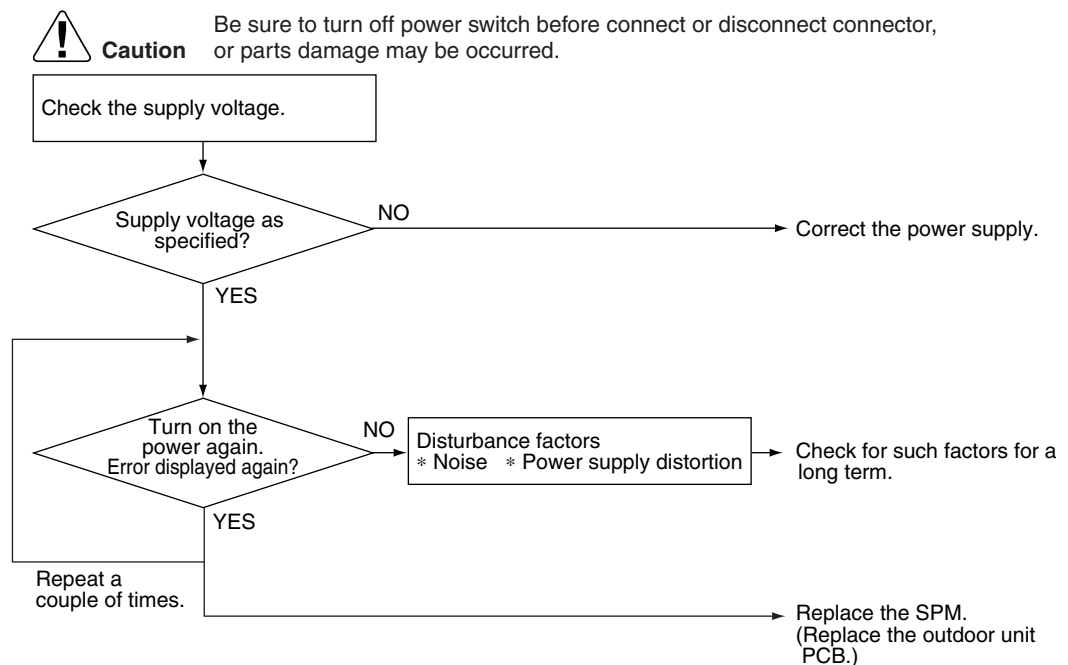 Be sure to turn off power switch before connect or disconnect connector,
Caution or parts damage may be occurred.
Check the supply voltage.
Supply voltage as
specified?
NO
Correct the power supply.
YES
Turn on the
power again.
Error displayed again?
NO
Disturbance factors
* Noise * Power supply distortion
Check for such factors for a
long term.
YES
Repeat a
couple of times.
Replace the SPM.
(Replace the outdoor unit
PCB.)